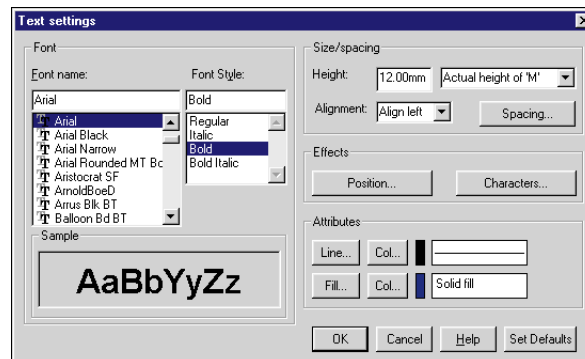 Text settings
Font
Font name:
Font Style:
Arial
Bold
Arial
Arial Black
Arial Narrow
Arial Rounded MT Bc
Aristocrat SF
ArnoldBoeD
Arrus Blk BT
Balloon Bd BT
Regular
Italic
Bold
Bold Italic
Sample
AaBbYyZz
Size/spacing
Height:
12.00mm
Actual height of 'M'
Alignment:
Align left
Spacing...
Effects
Position...
Characters...
Attributes
Line...
Col...
Fill...
Col...
Solid fill
OK
Cancel
Help
Set Defaults